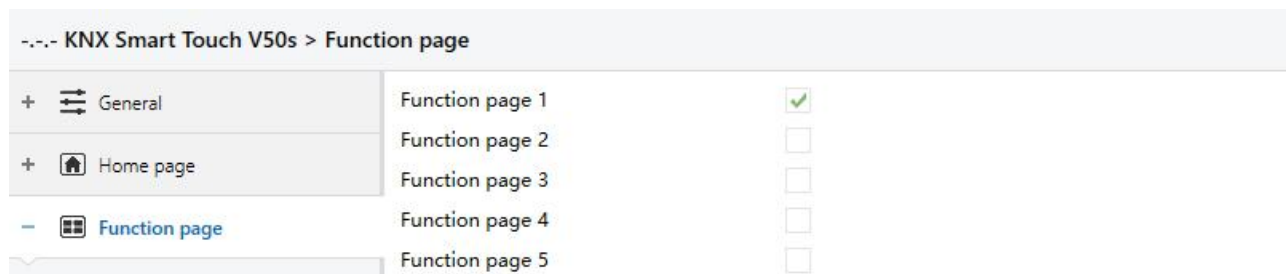 -.-.- KNX Smart Touch V50s > Function page
+ General
+ Home page
− Function page
Function page 1
Function page 2
Function page 3
Function page 4
Function page 5